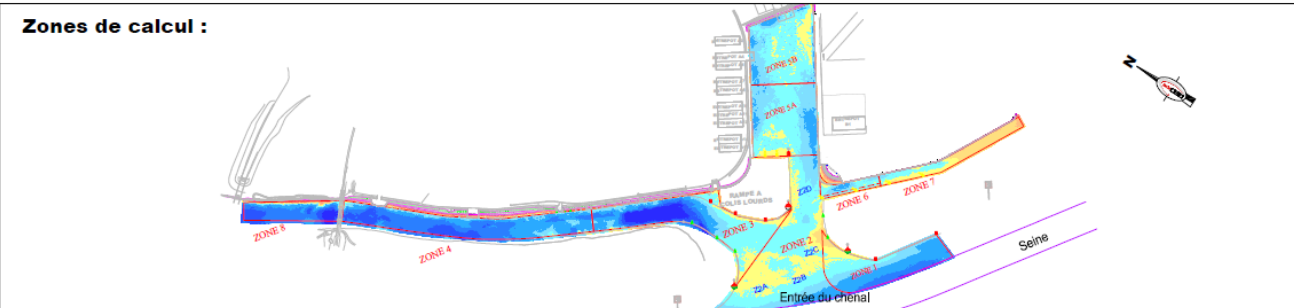 Zones de calcul :
N
ZONE 5B
ZONE 5A
RAMPE A
COLIS LOURDS
Z2D
ZONE 6
ZONE 7
ZONE 8
ZONE 4
ZONE 3
ZONE 2
Z2C
ZONE 1
Z2A
Z2B
Seine
Entrée du chenal